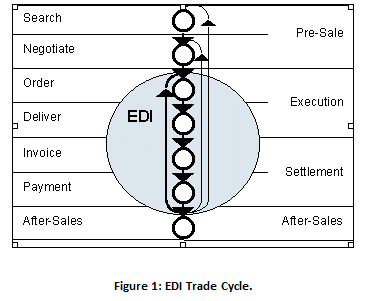 Search
Pre-Sale
Negotiate
Order
Execution
EDI
Deliver
Invoice
Settlement
Payment
After-Sales
After-Sales
Figure 1: EDI Trade Cycle.